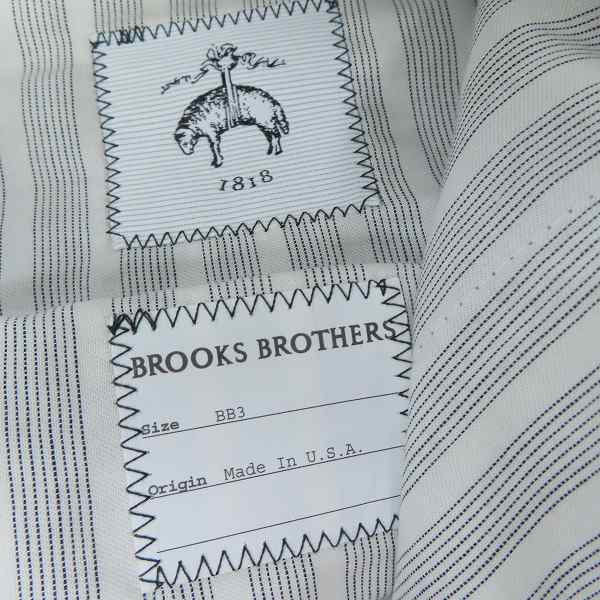 1818
BROOKS BROTHERS
Size BB3
Origin Made In U.S.A.